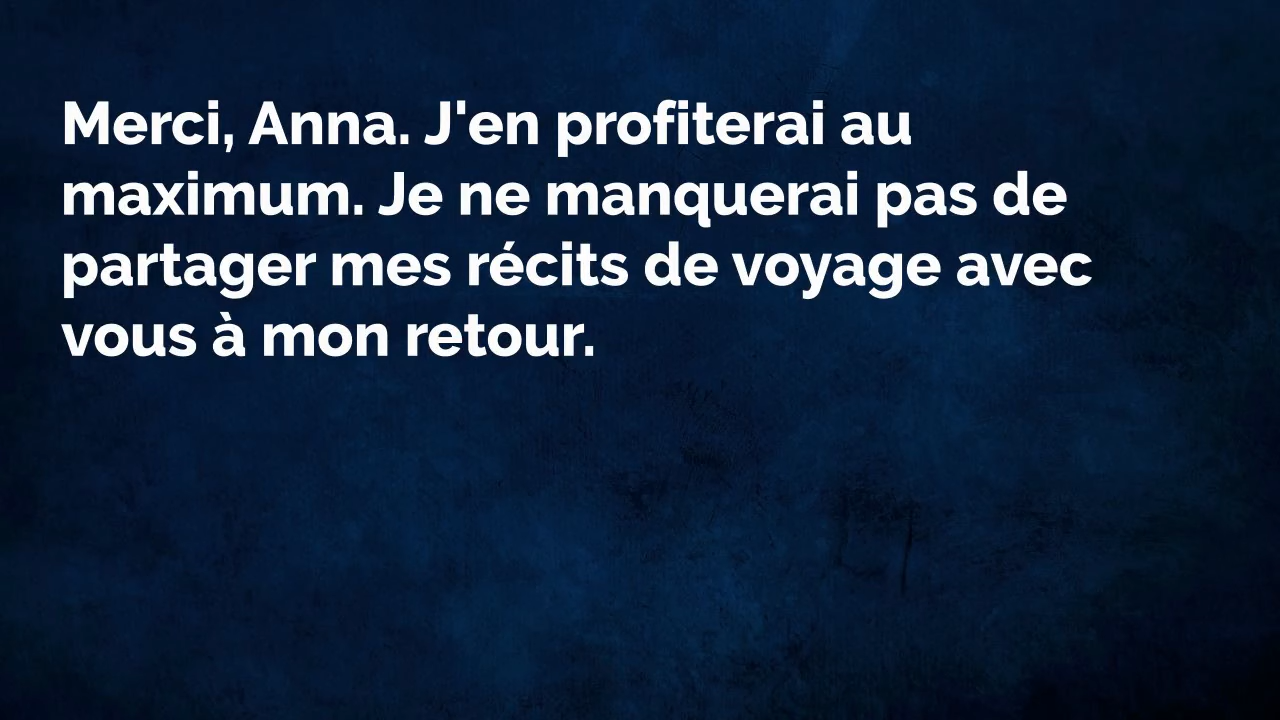 Merci, Anna. J'en profiterai au
maximum. Je ne manquerai pas de
partager mes récits de voyage avec
vous à mon retour.